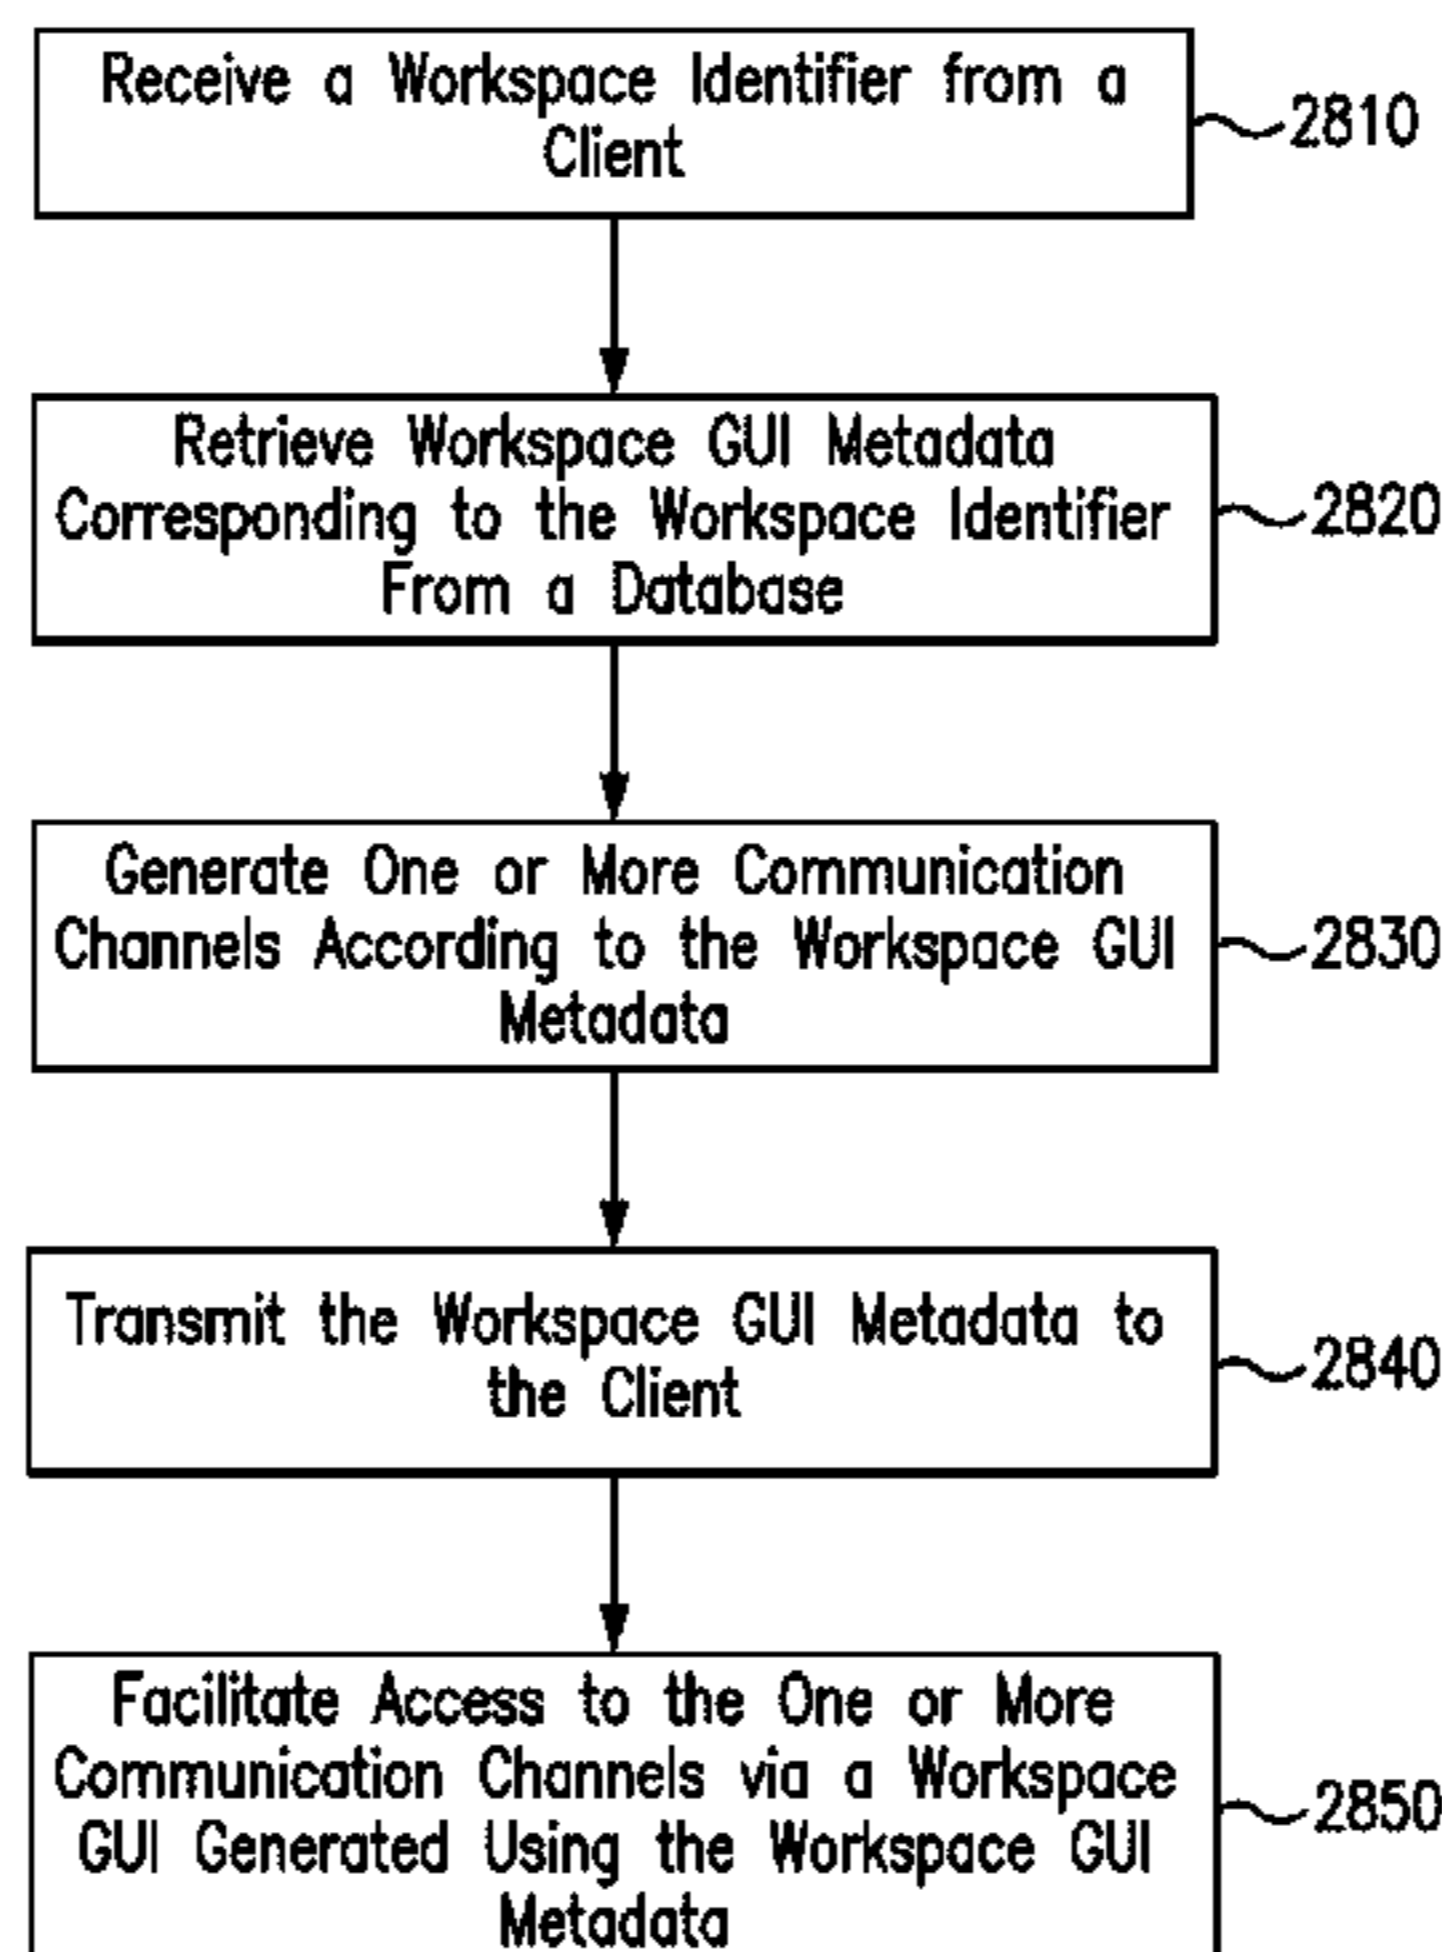 Receive a Workspace Identifier from a
Client
2810
Retrieve Workspace GUI Metadata
Corresponding to the Workspace Identifier
From a Database
2820
Generate One or More Communication
Channels According to the Workspace GUI
Metadata
2830
Transmit the Workspace GUI Metadata to
the Client
2840
Facilitate Access to the One or More
Communication Channels via a Workspace
GUI Generated Using the Workspace GUI
Metadata
2850